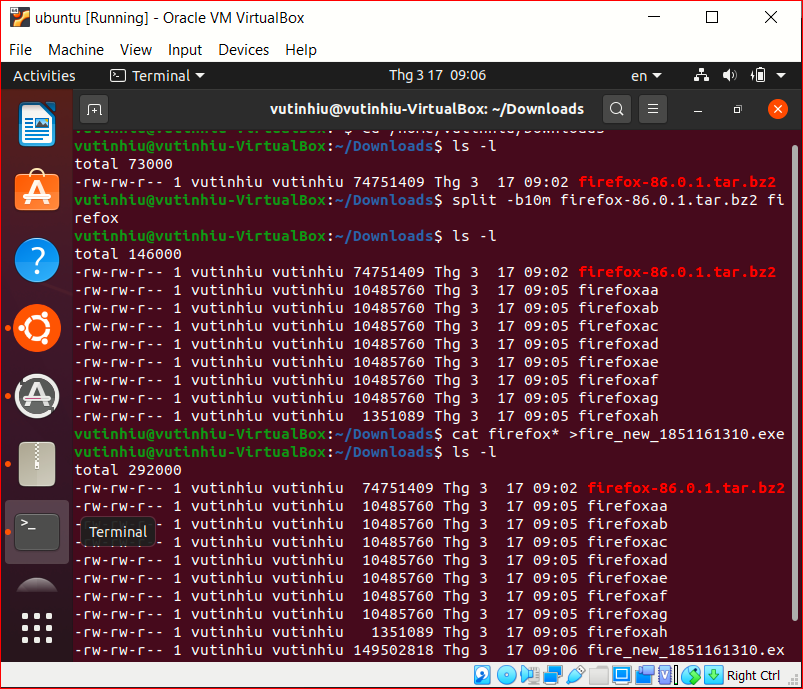 ubuntu [Running] - Oracle VM VirtualBox
File Machine View Input Devices Help
Activities Terminal Thg 3 17 09:06 en
vutinhiu@vutinhiu-VirtualBox: ~/Downloads
vutinhiu@vutinhiu-VirtualBox:~/Downloads$ ls -l
total 73000
-rw-rw-r-- 1 vutinhiu vutinhiu 74751409 Thg 3 17 09:02 firefox-86.0.1.tar.bz2
vutinhiu@vutinhiu-VirtualBox:~/Downloads$ split -b10m firefox-86.0.1.tar.bz2 fi
refox
vutinhiu@vutinhiu-VirtualBox:~/Downloads$ ls -l
total 146000
-rw-rw-r-- 1 vutinhiu vutinhiu 74751409 Thg 3 17 09:02 firefox-86.0.1.tar.bz2
-rw-rw-r-- 1 vutinhiu vutinhiu 10485760 Thg 3 17 09:05 firefoxaa
-rw-rw-r-- 1 vutinhiu vutinhiu 10485760 Thg 3 17 09:05 firefoxab
-rw-rw-r-- 1 vutinhiu vutinhiu 10485760 Thg 3 17 09:05 firefoxac
-rw-rw-r-- 1 vutinhiu vutinhiu 10485760 Thg 3 17 09:05 firefoxad
-rw-rw-r-- 1 vutinhiu vutinhiu 10485760 Thg 3 17 09:05 firefoxae
-rw-rw-r-- 1 vutinhiu vutinhiu 10485760 Thg 3 17 09:05 firefoxaf
-rw-rw-r-- 1 vutinhiu vutinhiu 10485760 Thg 3 17 09:05 firefoxag
-rw-rw-r-- 1 vutinhiu vutinhiu 1351089 Thg 3 17 09:05 firefoxah
vutinhiu@vutinhiu-VirtualBox:~/Downloads$ cat firefox* >fire_new_1851161310.exe
vutinhiu@vutinhiu-VirtualBox:~/Downloads$ ls -l
total 292000
-rw-rw-r-- 1 vutinhiu vutinhiu 74751409 Thg 3 17 09:02 firefox-86.0.1.tar.bz2
-rw-rw-r-- 1 vutinhiu vutinhiu 10485760 Thg 3 17 09:05 firefoxaa
-rw-rw-r-- 1 vutinhiu vutinhiu 10485760 Thg 3 17 09:05 firefoxab
Terminal - 1 vutinhiu vutinhiu 10485760 Thg 3 17 09:05 firefoxac
-rw-rw-r-- 1 vutinhiu vutinhiu 10485760 Thg 3 17 09:05 firefoxad
-rw-rw-r-- 1 vutinhiu vutinhiu 10485760 Thg 3 17 09:05 firefoxae
-rw-rw-r-- 1 vutinhiu vutinhiu 10485760 Thg 3 17 09:05 firefoxaf
-rw-rw-r-- 1 vutinhiu vutinhiu 10485760 Thg 3 17 09:05 firefoxag
-rw-rw-r-- 1 vutinhiu vutinhiu 1351089 Thg 3 17 09:05 firefoxah
-rw-rw-r-- 1 vutinhiu vutinhiu 149502818 Thg 3 17 09:06 fire_new_1851161310.ex
Right Ctrl